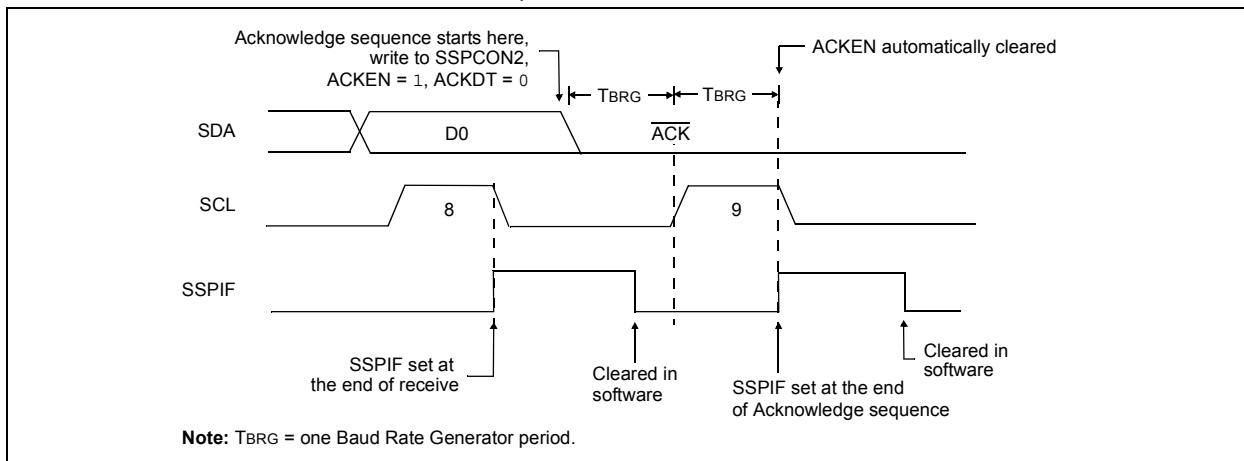 Acknowledge sequence starts here,
write to SSPCON2,
ACKEN = 1, ACKDT = 0
ACKEN automatically cleared
TBRG
TBRG
SDA
D0
ACK
SCL
8
9
SSPIF
SSPIF set at
the end of receive
Cleared in
software
SSPIF set at the end
of Acknowledge sequence
Cleared in
software
Note: TBRG = one Baud Rate Generator period.